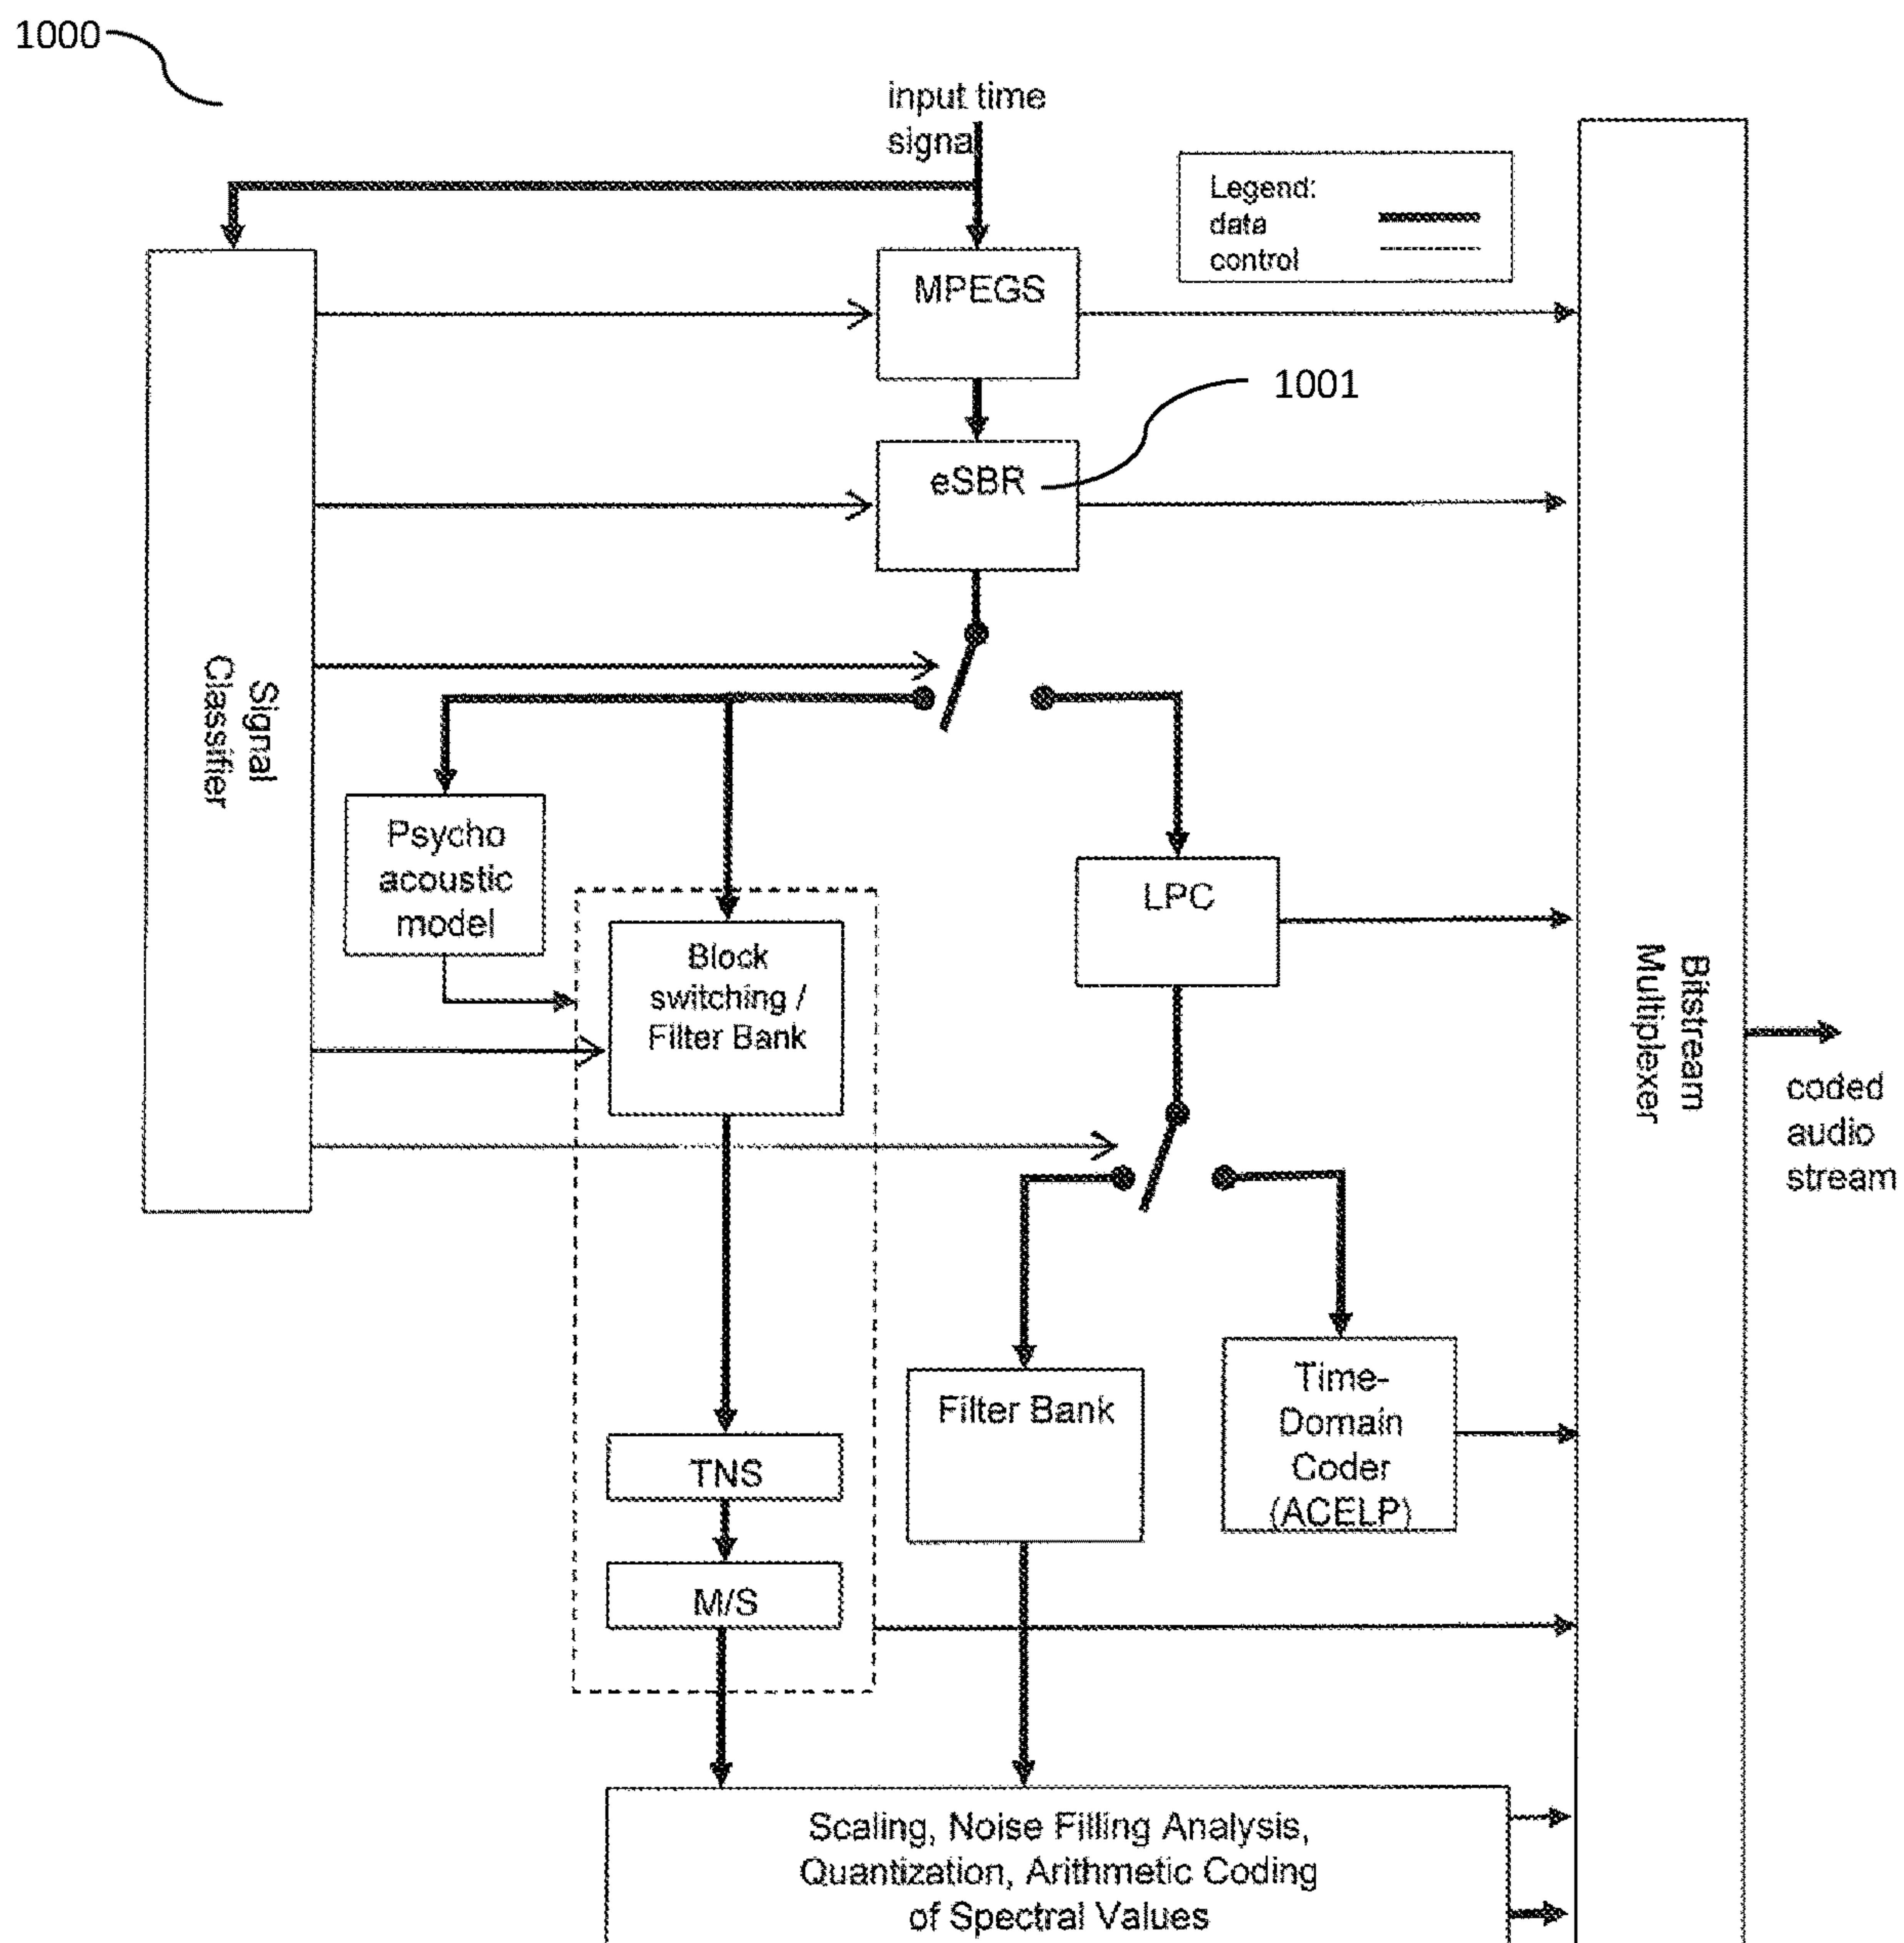 1000
input time
signal
Legend:
data
control
MPEGS
1001
eSBR
Signal
Classifier
Psycho
acoustic
model
LPC
Block
switching /
Filter Bank
Bitstream
Multiplexer
coded
audio
stream
Time-
Domain
Coder
(ACELP)
Filter Bank
TNS
M/S
Scaling, Noise Filling Analysis,
Quantization, Arithmetic Coding
of Spectral Values